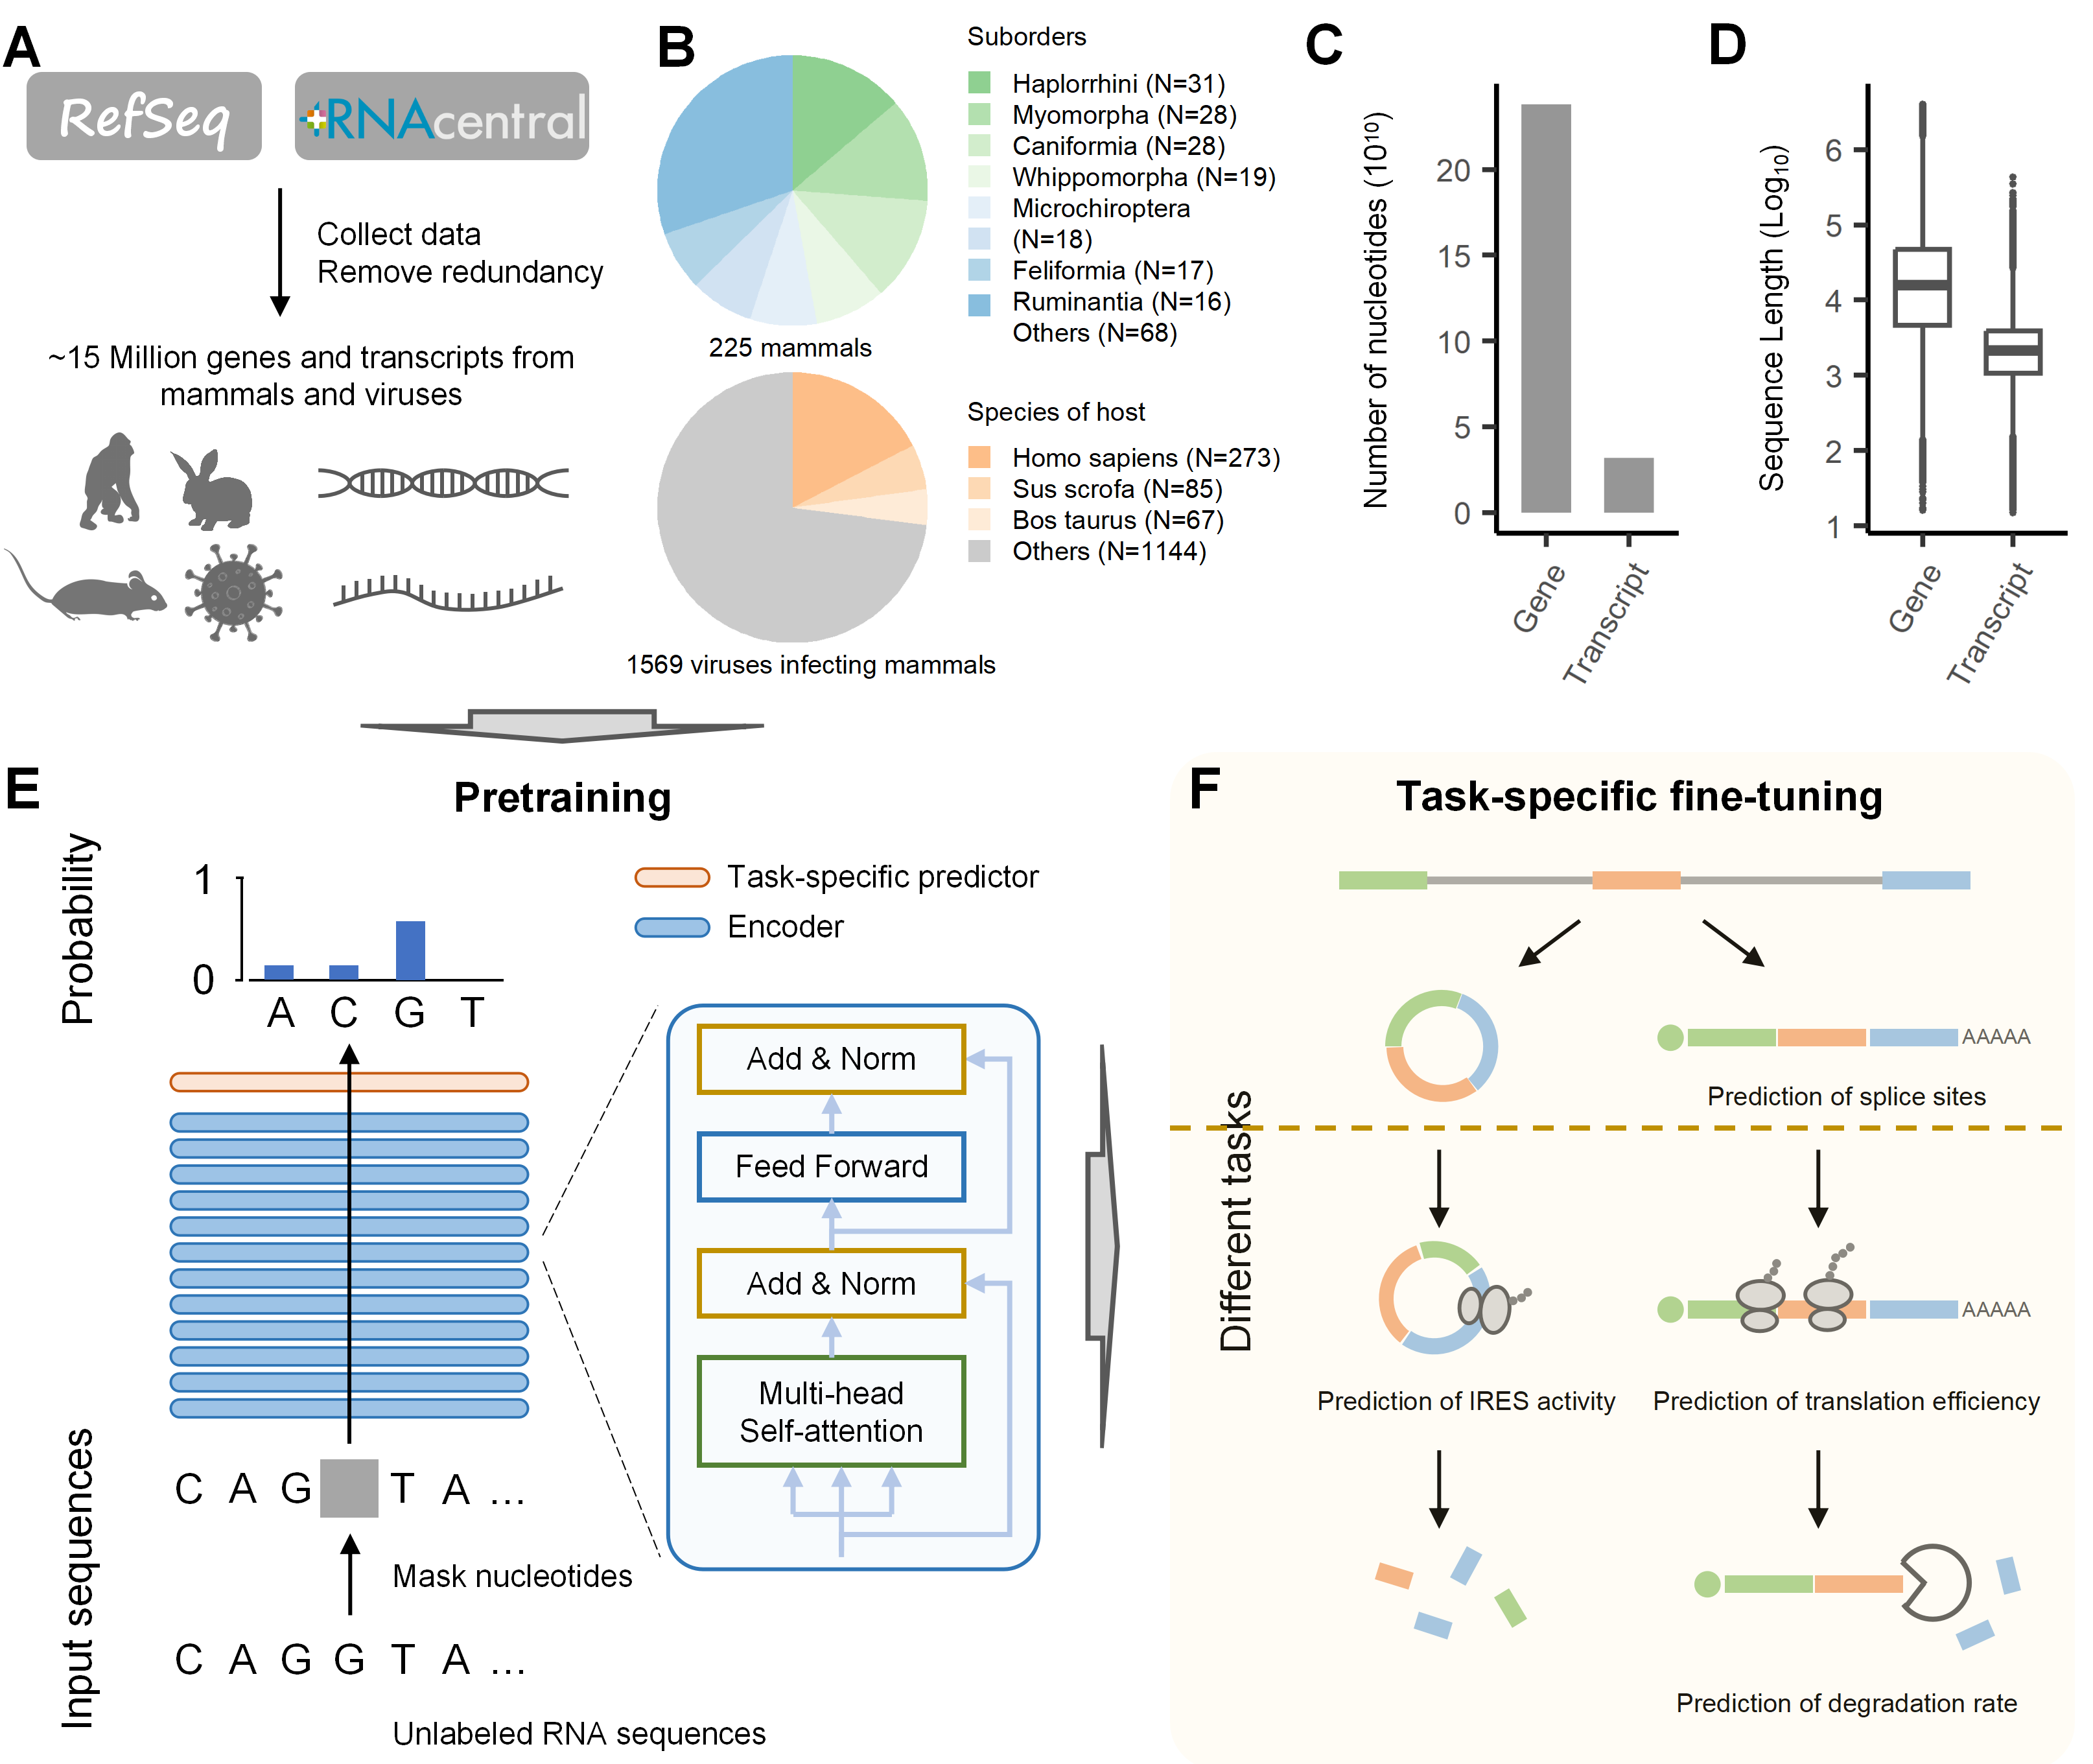 A
RefSeq
RNAcentral
Collect data
Remove redundancy
~15 Million genes and transcripts from
mammals and viruses
B
Suborders
Haplorrhini (N=31)
Myomorpha (N=28)
Caniformia (N=28)
Whippomorpha (N=19)
Microchiroptera
(N=18)
Feliformia (N=17)
Ruminantia (N=16)
Others (N=68)
225 mammals
Species of host
Homo sapiens (N=273)
Sus scrofa (N=85)
Bos taurus (N=67)
Others (N=1144)
1569 viruses infecting mammals
C
Number of nucleotides (10¹⁰)
20
15
10
5
0
Gene
Transcript
D
Sequence Length (Log₁₀)
6
5
4
3
2
1
Gene
Transcript
E
Pretraining
Probability
1
0
A C G T
Task-specific predictor
Encoder
Add & Norm
Feed Forward
Add & Norm
Multi-head
Self-attention
Input sequences
C A G T A ...
Mask nucleotides
C A G G T A ...
Unlabeled RNA sequences
F
Task-specific fine-tuning
Different tasks
AAAAA
Prediction of splice sites
AAAAA
Prediction of IRES activity
Prediction of translation efficiency
Prediction of degradation rate